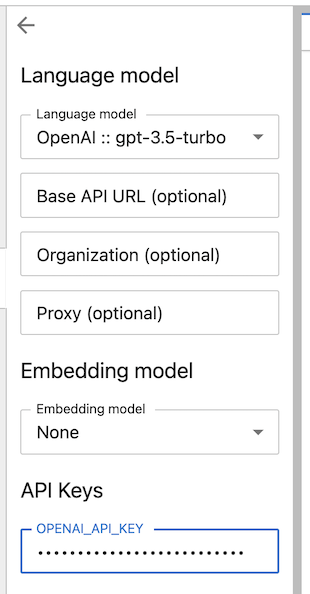 Language model
Language model
OpenAI :: gpt-3.5-turbo
Base API URL (optional)
Organization (optional)
Proxy (optional)
Embedding model
Embedding model
None
API Keys
OPENAI_API_KEY
••••••••••••••••••••••••••